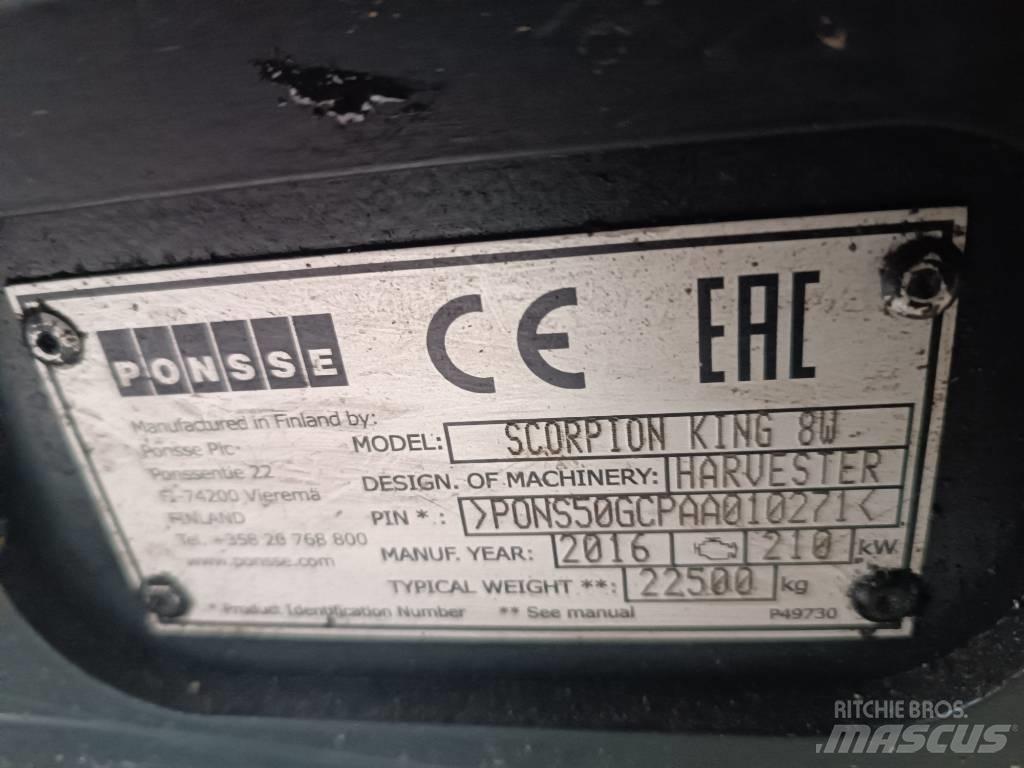 PONSSE
CE
EAC
Manufactured in Finland by:
Ponsse Plc
Ponssentie 22
FI-74200 Vieremä
FINLAND
Tel. +358 20 768 800
www.ponsse.com
MODEL: SCORPION KING 8W
DESIGN. OF MACHINERY: HARVESTER
PIN *.: >PONS50GCPAA010271<
MANUF. YEAR: 2016 210 kW
TYPICAL WEIGHT **: 22500 kg
* Product Identification Number ** See manual P49730
RITCHIE BROS.
MASCUS